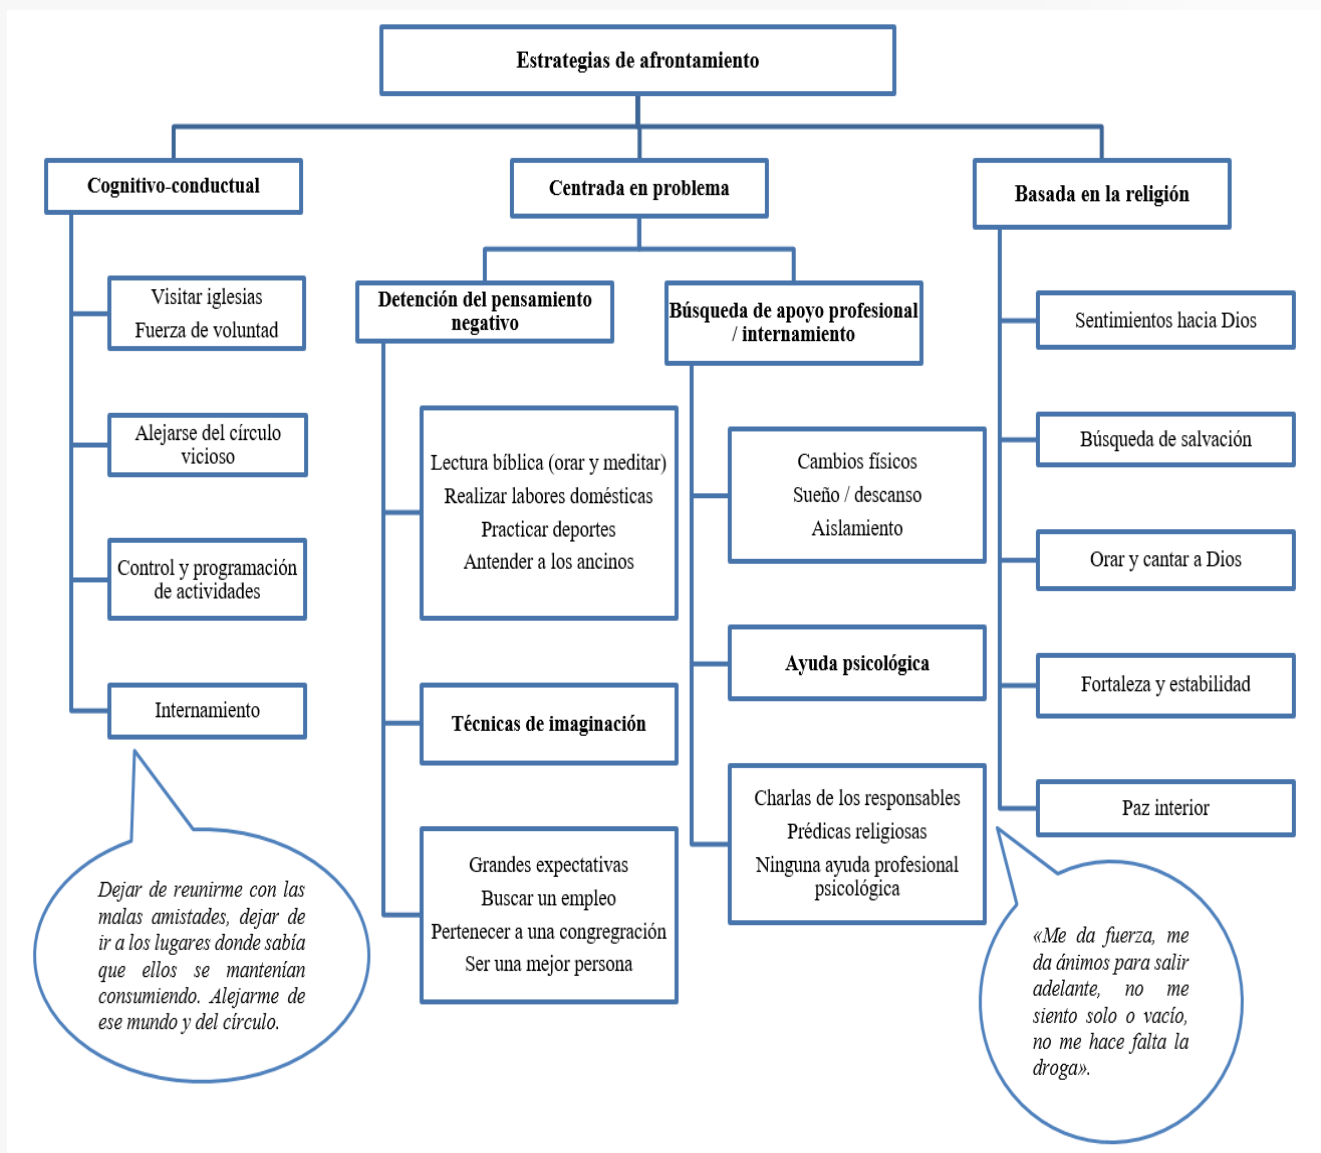 Estrategias de afrontamiento
Cognitivo-conductual
Centrada en problema
Basada en la religión
Visitar iglesias
Fuerza de voluntad
Alejarse del círculo
vicioso
Control y programación
de actividades
Internamiento
Dejar de reunirme con las
malas amistades, dejar de
ir a los lugares donde sabía
que ellos se mantenían
consumiendo. Alejarme de
ese mundo y del círculo.
Detención del pensamiento
negativo
Lectura bíblica (orar y meditar)
Realizar labores domésticas
Practicar deportes
Antender a los ancinos
Técnicas de imaginación
Grandes expectativas
Buscar un empleo
Pertenecer a una congregración
Ser una mejor persona
Búsqueda de apoyo profesional
/ internamiento
Cambios físicos
Sueño / descanso
Aislamiento
Ayuda psicológica
Charlas de los responsables
Prédicas religiosas
Ninguna ayuda profesional
psicológica
Sentimientos hacia Dios
Búsqueda de salvación
Orar y cantar a Dios
Fortaleza y estabilidad
Paz interior
«Me da fuerza, me
da ánimos para salir
adelante, no me
siento solo o vacío,
no me hace falta la
droga».